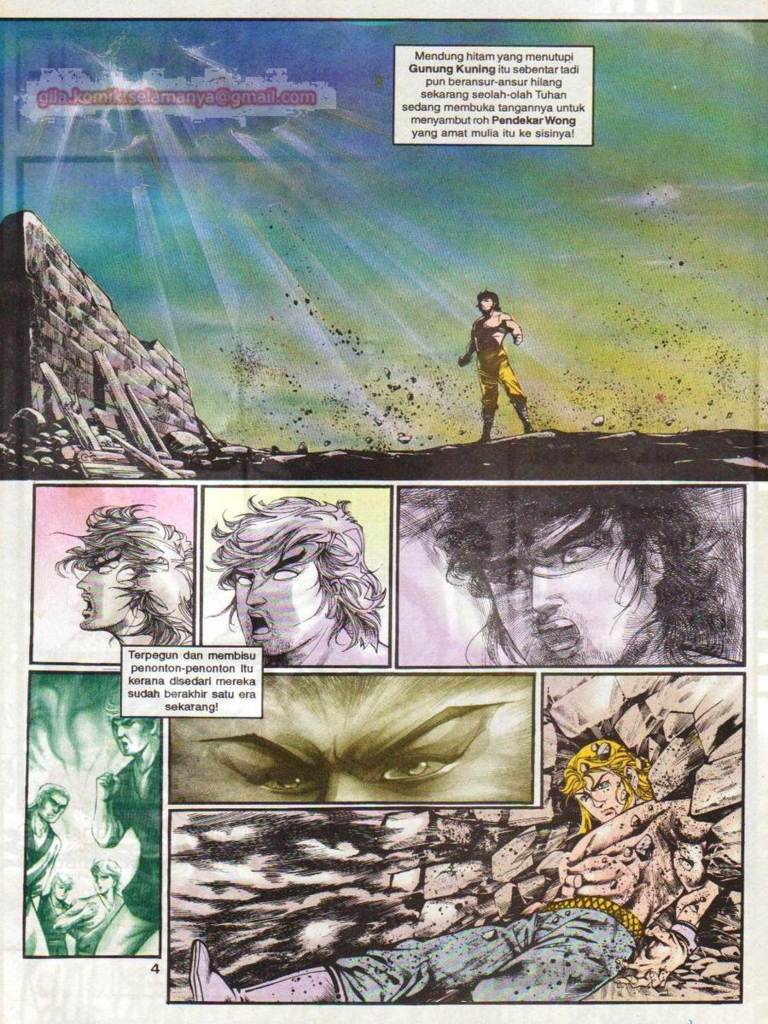 Mendung hitam yang menutupi
Gunung Kuning itu sebentar tadi
pun beransur-ansur hilang
sekarang seolah-olah Tuhan
sedang membuka tangannya untuk
menyambut roh Pendekar Wong
yang amat mulia itu ke sisinya!
gila.komik.selamanya@gmail.com
Terpegun dan membisu
penonton-penonton itu
kerana disedari mereka
sudah berakhir satu era
sekarang!
4